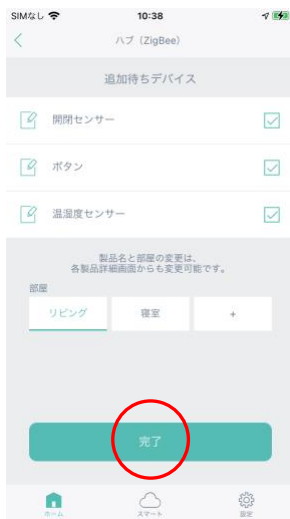 SIMなし 10:38
ハブ（ZigBee）
追加待ちデバイス
開閉センサー
ボタン
温湿度センサー
製品名と部屋の変更は、
各製品詳細画面からも変更可能です。
部屋
リビング 寝室 +
完了
ホーム スマート 設定